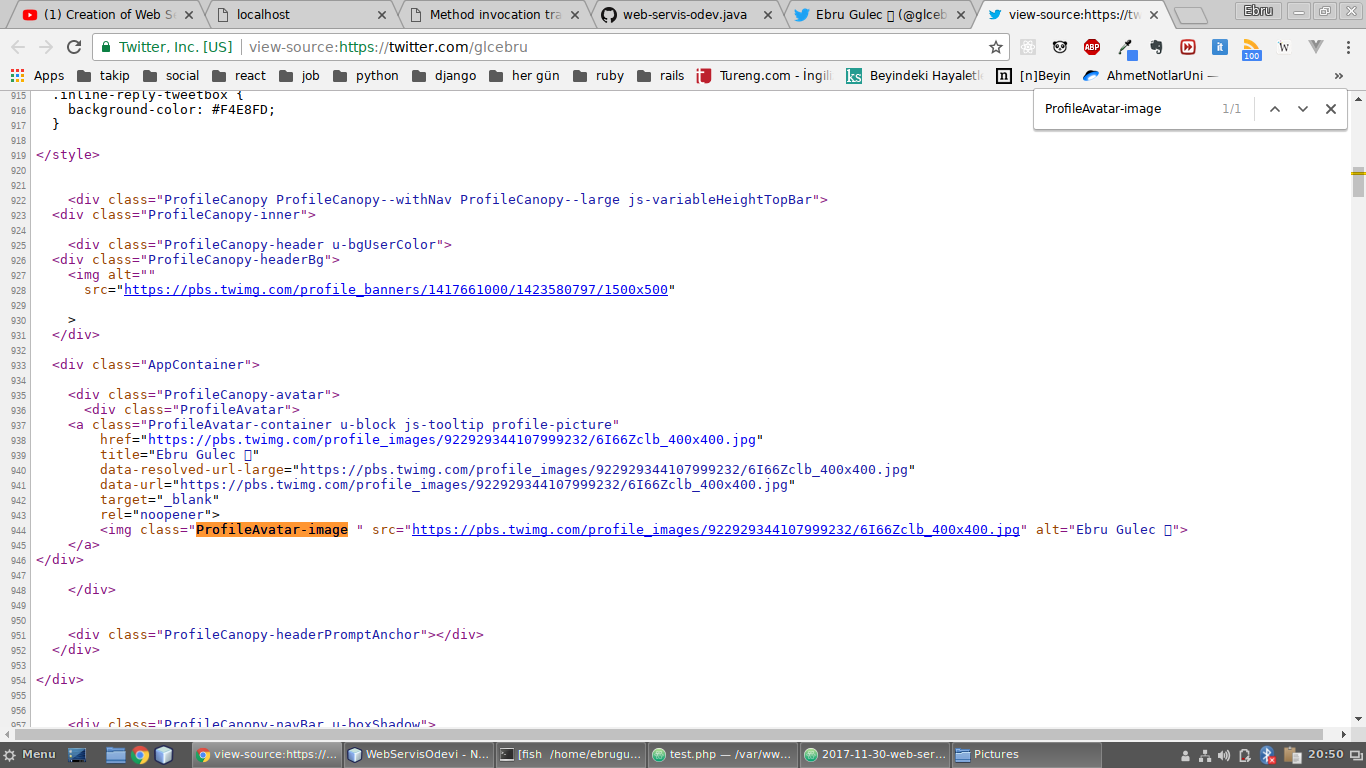 (1) Creation of Web Se
localhost
Method invocation tra
web-servis-odev.java
Ebru Gulec (@glceb
view-source:https://tw
Ebru
Twitter, Inc. [US]
view-source:https://twitter.com/glcebru
100
Apps takip social react job python django her gün ruby rails Tureng.com - İngili Beyindeki Hayaletl [n]Beyin AhmetNotlarUni — »
ProfileAvatar-image 1/1
915 .inline-reply-tweetbox {
916 background-color: #F4E8FD;
917 }
918
919 </style>
920
921
922 <div class="ProfileCanopy ProfileCanopy--withNav ProfileCanopy--large js-variableHeightTopBar">
923 <div class="ProfileCanopy-inner">
924
925 <div class="ProfileCanopy-header u-bgUserColor">
926 <div class="ProfileCanopy-headerBg">
927 <img alt=""
928 src="https://pbs.twimg.com/profile_banners/1417661000/1423580797/1500x500"
929
930 >
931 </div>
932
933 <div class="AppContainer">
934
935 <div class="ProfileCanopy-avatar">
936 <div class="ProfileAvatar">
937 <a class="ProfileAvatar-container u-block js-tooltip profile-picture"
938 href="https://pbs.twimg.com/profile_images/922929344107999232/6I66Zclb_400x400.jpg"
939 title="Ebru Gulec "
940 data-resolved-url-large="https://pbs.twimg.com/profile_images/922929344107999232/6I66Zclb_400x400.jpg"
941 data-url="https://pbs.twimg.com/profile_images/922929344107999232/6I66Zclb_400x400.jpg"
942 target="_blank"
943 rel="noopener">
944 <img class="ProfileAvatar-image " src="https://pbs.twimg.com/profile_images/922929344107999232/6I66Zclb_400x400.jpg" alt="Ebru Gulec ">
945 </a>
946 </div>
947
948 </div>
949
950
951 <div class="ProfileCanopy-headerPromptAnchor"></div>
952 </div>
953
954 </div>
955
956
957 <div class="ProfileCanopy-navBar u-boxShadow">
Menu
view-source:https://...
WebServisOdevi - N...
[fish /home/ebrugu...
test.php — /var/ww...
2017-11-30-web-ser...
Pictures
20:50